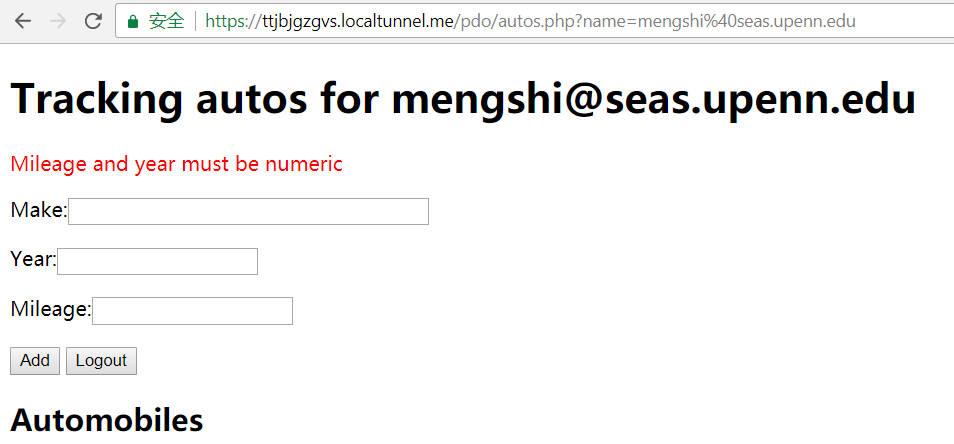 安全 https://ttjbjgzgvs.localtunnel.me/pdo/autos.php?name=mengshi%40seas.upenn.edu
Tracking autos for mengshi@seas.upenn.edu
Mileage and year must be numeric
Make:
Year:
Mileage:
Add Logout
Automobiles